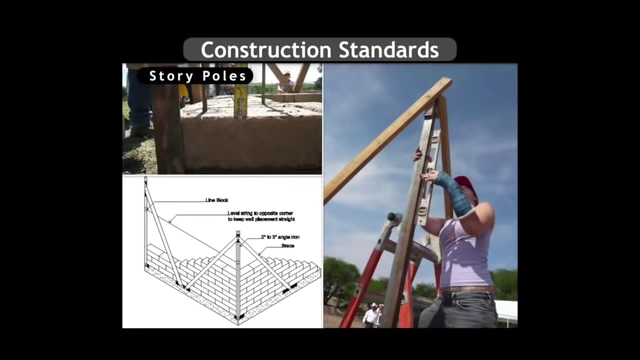 Construction Standards
Story Poles
Line Block
Level string to opposite corner
to keep wall placement straight.
2" to 3" angle iron
Brace